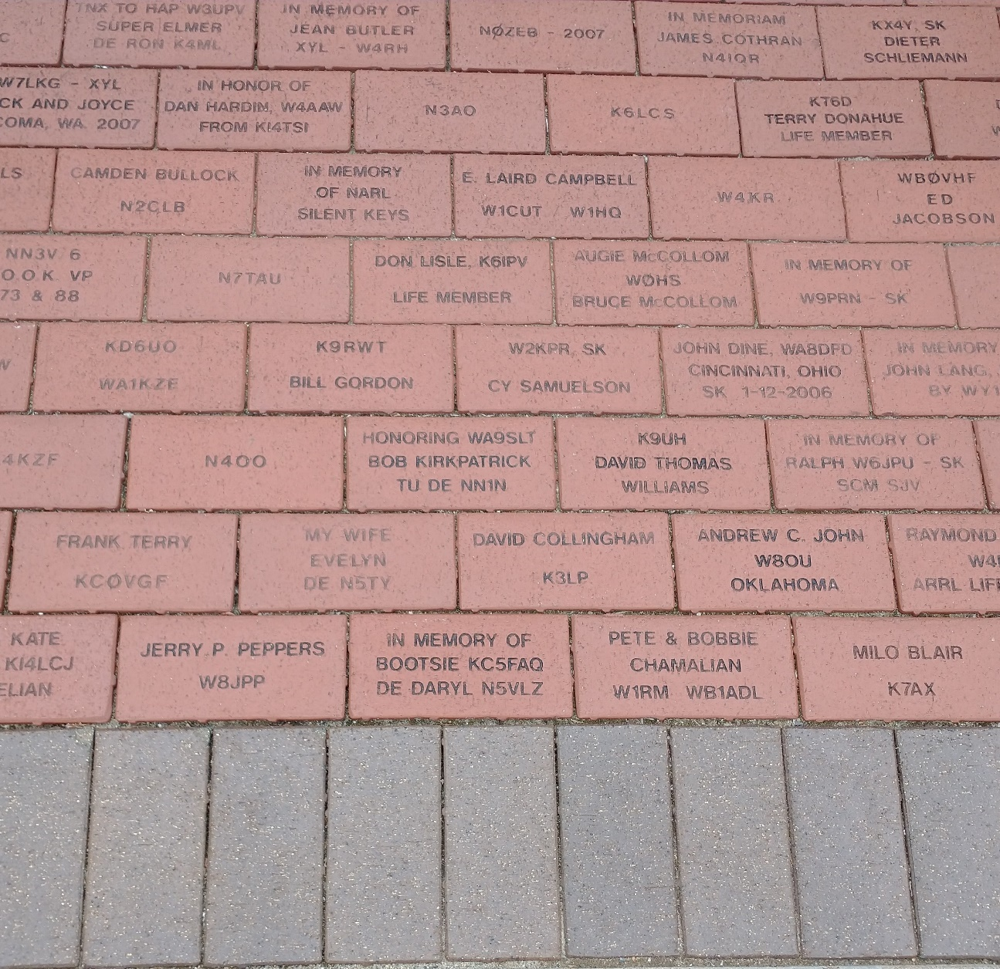 C
TNX TO HAP W3UPV
SUPER ELMER
DE RON K4ML
IN MEMORY OF
JEAN BUTLER
XYL - W4RH
NØZEB - 2007
IN MEMORIAM
JAMES COTHRAN
N4IQR
KX4Y, SK
DIETER
SCHLIEMANN
W7LKG - XYL
CK AND JOYCE
COMA, WA 2007
IN HONOR OF
DAN HARDIN, W4AAW
FROM KI4TSI
N3AO
K6LCS
KT6D
TERRY DONAHUE
LIFE MEMBER
LS
CAMDEN BULLOCK
N2CLB
IN MEMORY
OF NARL
SILENT KEYS
E. LAIRD CAMPBELL
W1CUT W1HQ
W4KR
WBØVHF
ED
JACOBSON
NN3V 6
O O K VP
73 & 88
N7TAU
DON LISLE, K6IPV
LIFE MEMBER
AUGIE McCOLLOM
WØHS
BRUCE McCOLLOM
IN MEMORY OF
W9PRN - SK
W
KD6UO
WA1KZE
K9RWT
BILL GORDON
W2KPR, SK
CY SAMUELSON
JOHN DINE, WA8DFD
CINCINNATI, OHIO
SK 1-12-2006
IN MEMORY
JOHN LANG,
BY WY1
4KZF
N4OO
HONORING WA9SLT
BOB KIRKPATRICK
TU DE NN1N
K9UH
DAVID THOMAS
WILLIAMS
IN MEMORY OF
RALPH W6JPU - SK
SCM SJV
FRANK TERRY
KCØVGF
MY WIFE
EVELYN
DE N5TY
DAVID COLLINGHAM
K3LP
ANDREW C. JOHN
W8OU
OKLAHOMA
RAYMOND
W4
ARRL LIFE
KATE
KI4LCJ
ELIAN
JERRY P. PEPPERS
W8JPP
IN MEMORY OF
BOOTSIE KC5FAQ
DE DARYL N5VLZ
PETE & BOBBIE
CHAMALIAN
W1RM WB1ADL
MILO BLAIR
K7AX